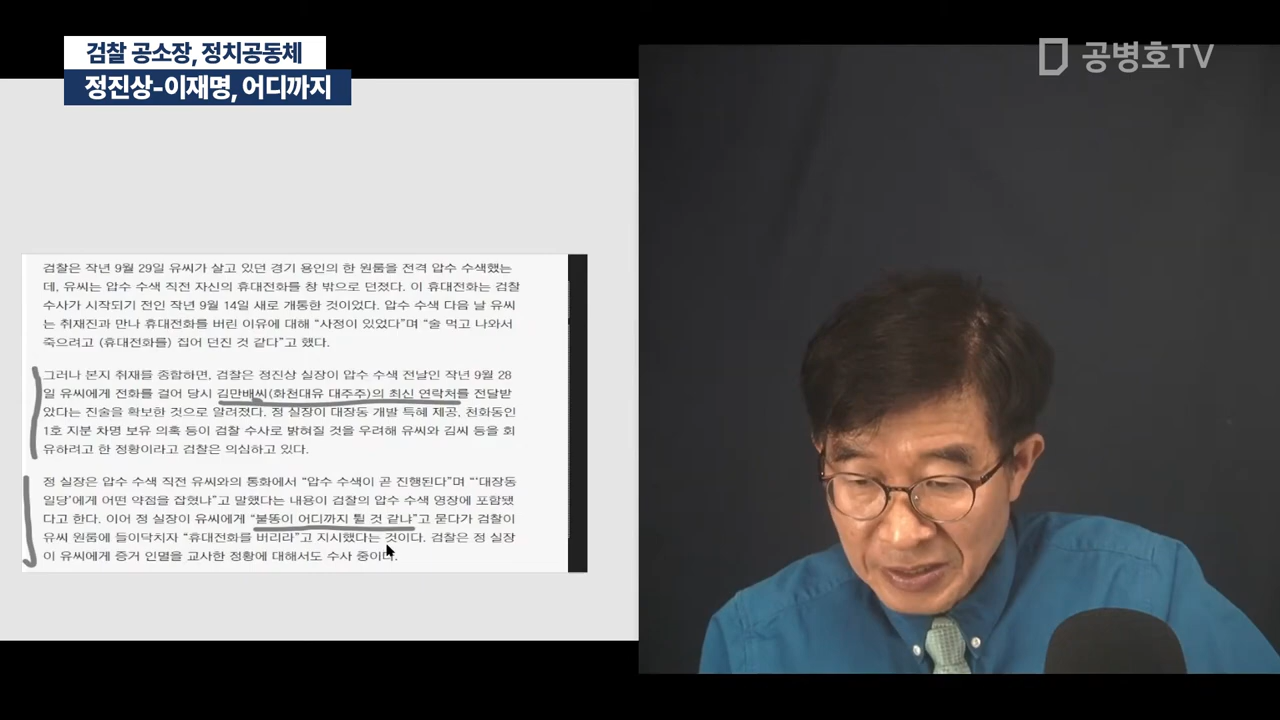 검찰 공소장, 정치공동체
정진상-이재명, 어디까지
공병호TV
검찰은 작년 9월 29일 유씨가 살고 있던 경기 용인의 한 원룸을 전격 압수 수색했는
데, 유씨는 압수 수색 직전 자신의 휴대전화를 창 밖으로 던졌다. 이 휴대전화는 검찰
수사가 시작되기 전인 작년 9월 14일 새로 개통한 것이었다. 압수 수색 다음 날 유씨
는 취재진과 만나 휴대전화를 버린 이유에 대해 “사정이 있었다”며 “술 먹고 나와서
죽으려고 (휴대전화를) 집어 던진 것 같다”고 했다.
그러나 본지 취재를 종합하면, 검찰은 정진상 실장이 압수 수색 전날인 작년 9월 28
일 유씨에게 전화를 걸어 당시 김만배씨(화천대유 대주주)의 최신 연락처를 전달받
았다는 진술을 확보한 것으로 알려졌다. 정 실장이 대장동 개발 특혜 제공, 천화동인
1호 지분 차명 보유 의혹 등이 검찰 수사로 밝혀질 것을 우려해 유씨와 김씨 등을 회
유하려고 한 정황이라고 검찰은 의심하고 있다.
정 실장은 압수 수색 직전 유씨와의 통화에서 “압수 수색이 곧 진행된다”며 “‘대장동
일당’에게 어떤 약점을 잡혔냐”고 말했다는 내용이 검찰의 압수 수색 영장에 포함됐
다고 한다. 이어 정 실장이 유씨에게 “불똥이 어디까지 튈 것 같냐”고 묻다가 검찰이
유씨 원룸에 들이닥치자 “휴대전화를 버리라”고 지시했다는 것이다. 검찰은 정 실장
이 유씨에게 증거 인멸을 교사한 정황에 대해서도 수사 중이다.